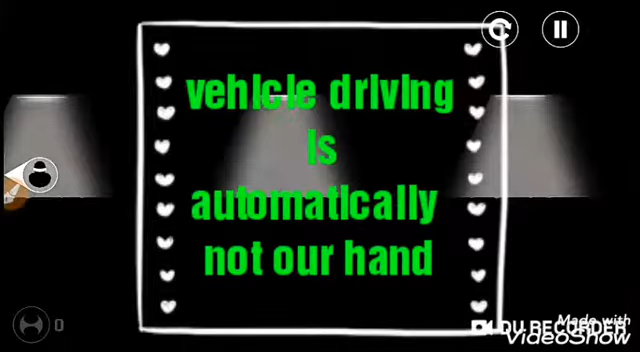 vehicle driving
is
automatically
not our hand
0
Made with
DU RECORDER
VideoShow